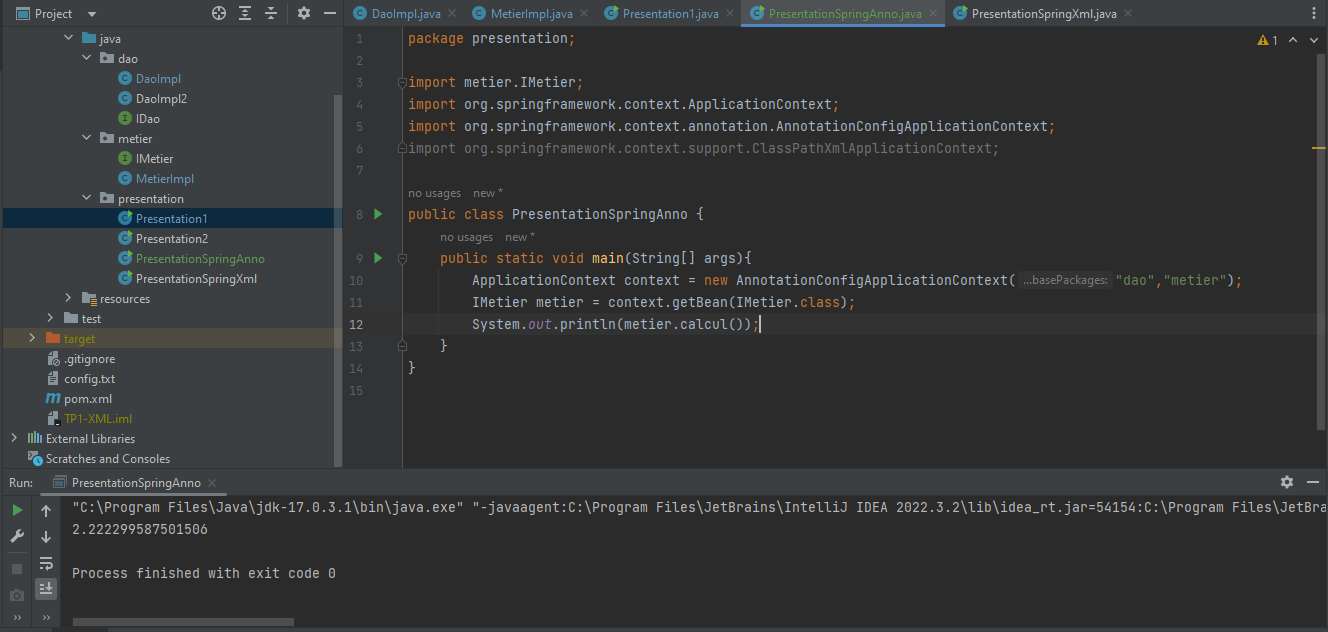 Project
DaoImpl.java
MetierImpl.java
Presentation1.java
PresentationSpringAnno.java
PresentationSpringXml.java
java
dao
DaoImpl
DaoImpl2
IDao
metier
IMetier
MetierImpl
presentation
Presentation1
Presentation2
PresentationSpringAnno
PresentationSpringXml
resources
test
target
.gitignore
config.txt
pom.xml
TP1-XML.iml
External Libraries
Scratches and Consoles
1 package presentation;
1
2
3 import metier.IMetier;
4 import org.springframework.context.ApplicationContext;
5 import org.springframework.context.annotation.AnnotationConfigApplicationContext;
6 import org.springframework.context.support.ClassPathXmlApplicationContext;
7
no usages new *
8 public class PresentationSpringAnno {
no usages new *
9 public static void main(String[] args){
10 ApplicationContext context = new AnnotationConfigApplicationContext( ...basePackages: "dao","metier");
11 IMetier metier = context.getBean(IMetier.class);
12 System.out.println(metier.calcul());
13 }
14 }
15
Run: PresentationSpringAnno
"C:\Program Files\Java\jdk-17.0.3.1\bin\java.exe" "-javaagent:C:\Program Files\JetBrains\IntelliJ IDEA 2022.3.2\lib\idea_rt.jar=54154:C:\Program Files\JetBra
2.222299587501506
Process finished with exit code 0